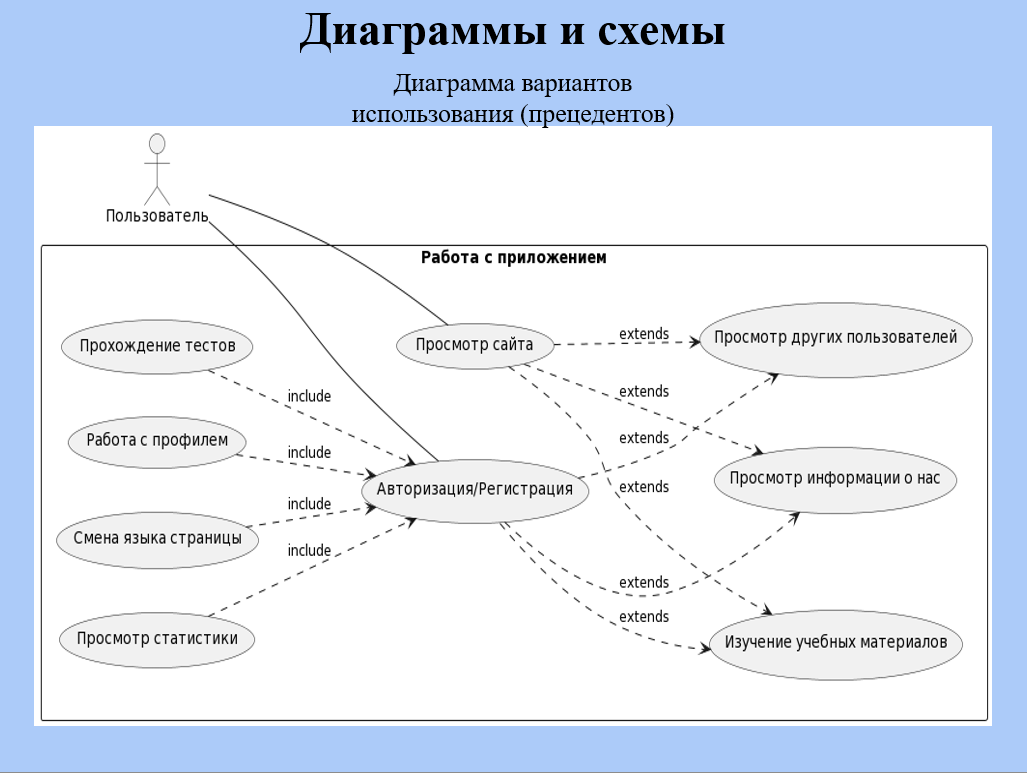 Диаграммы и схемы
Диаграмма вариантов
использования (прецедентов)
Пользователь
Работа с приложением
Прохождение тестов
Работа с профилем
Смена языка страницы
Просмотр статистики
include
include
include
include
Просмотр сайта
Авторизация/Регистрация
extends
extends
extends
extends
extends
extends
Просмотр других пользователей
Просмотр информации о нас
Изучение учебных материалов